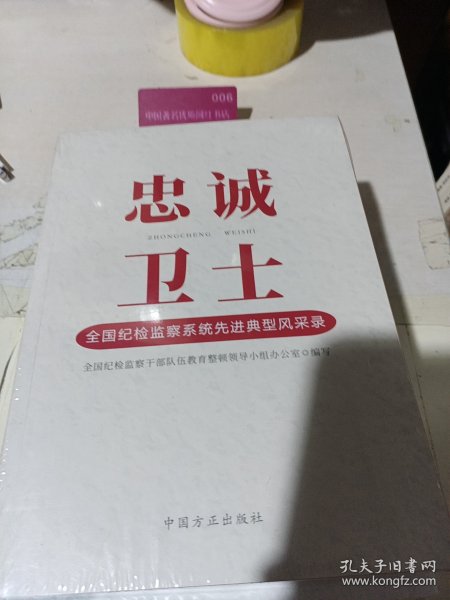 006
忠诚
ZHONGCHENG WEISHI
卫士
全国纪检监察系统先进典型风采录
全国纪检监察干部队伍教育整顿领导小组办公室◎编写
中国方正出版社
孔夫子旧书网
www.kongfz.com